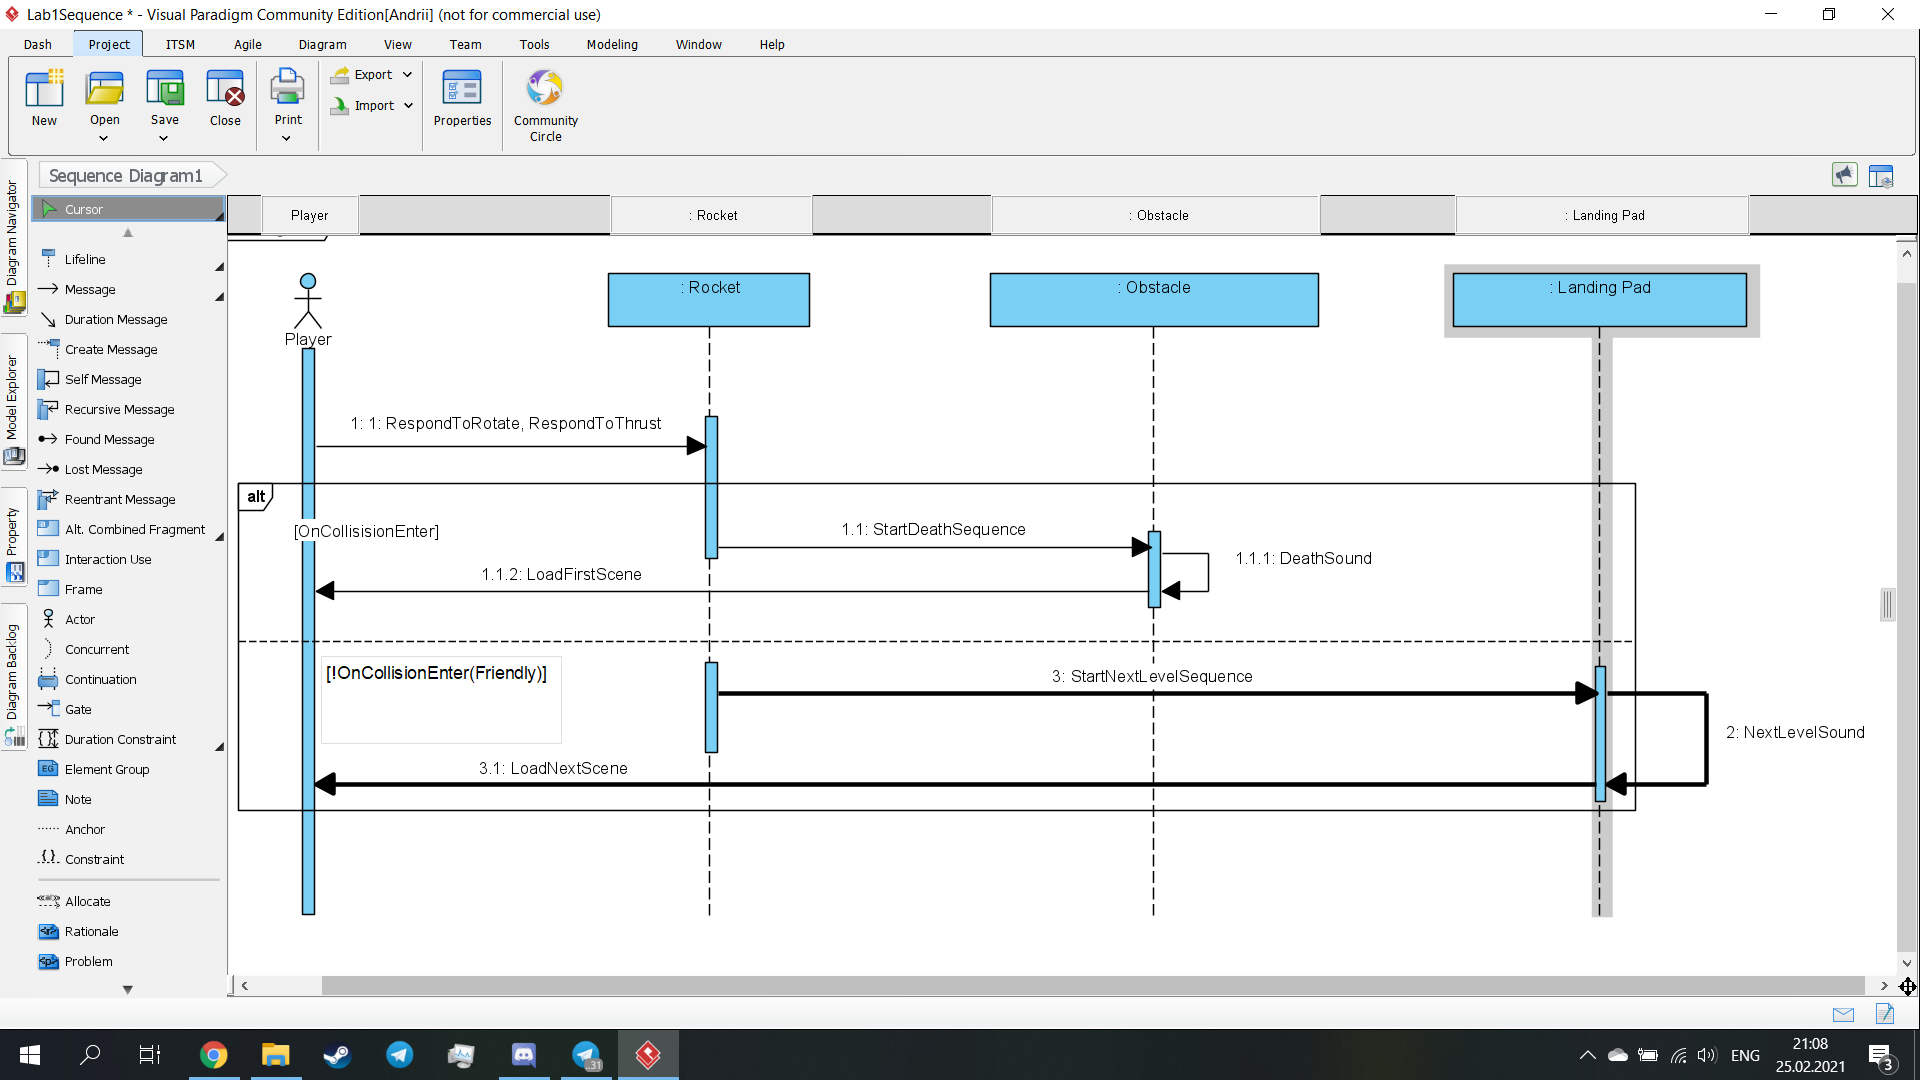 Lab1Sequence * - Visual Paradigm Community Edition[Andrii] (not for commercial use)
Dash Project ITSM Agile Diagram View Team Tools Modeling Window Help
New
Open
Save
Close
Print
Export
Import
Properties
Community
Circle
Sequence Diagram1
Diagram Navigator
Model Explorer
Property
Diagram Backlog
Cursor
Lifeline
Message
Duration Message
Create Message
Self Message
Recursive Message
Found Message
Lost Message
Reentrant Message
Alt. Combined Fragment
Interaction Use
Frame
Actor
Concurrent
Continuation
Gate
Duration Constraint
EG Element Group
Note
Anchor
Constraint
Allocate
Rationale
Problem
Player : Rocket : Obstacle : Landing Pad
: Rocket : Obstacle : Landing Pad
Player
1: 1: RespondToRotate, RespondToThrust
alt
[OnCollisisionEnter]
1.1: StartDeathSequence
1.1.1: DeathSound
1.1.2: LoadFirstScene
[!OnCollisionEnter(Friendly)]
3: StartNextLevelSequence
2: NextLevelSound
3.1: LoadNextScene
31
ENG
21:08
25.02.2021
3